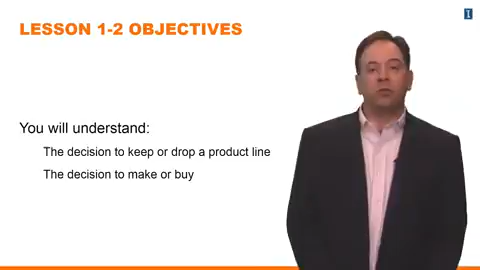 LESSON 1-2 OBJECTIVES
You will understand:
The decision to keep or drop a product line
The decision to make or buy